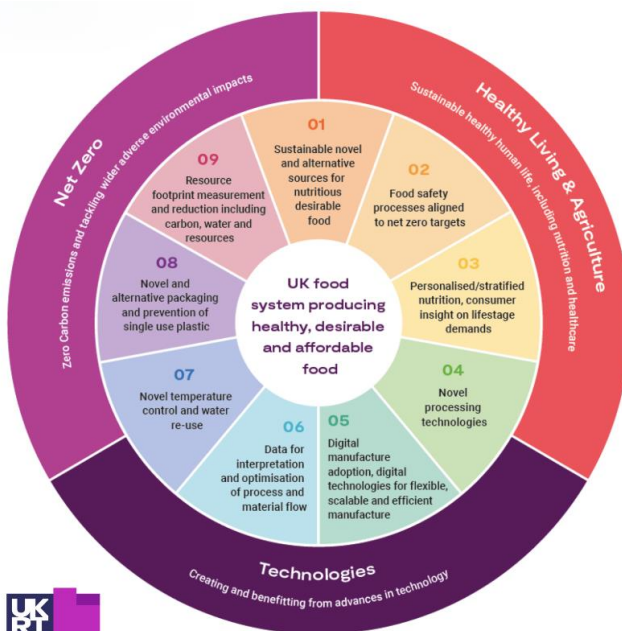 Net Zero
Zero Carbon emissions and tackling wider adverse environmental impacts
Healthy Living & Agriculture
Sustainable healthy human life, including nutrition and healthcare
01
Sustainable novel
and alternative
sources for
nutritious
desirable
food
02
Food safety
processes aligned
to net zero targets
03
Personalised/stratified
nutrition, consumer
insight on lifestage
demands
04
Novel
processing
technologies
05
Digital
manufacture
adoption, digital
technologies for flexible,
scalable and efficient
manufacture
06
Data for
interpretation
and optimisation
of process and
material flow
07
Novel temperature
control and water
re-use
08
Novel and
alternative packaging
and prevention of
single use plastic
09
Resource
footprint measurement
and reduction including
carbon, water and
resources
UK food
system producing
healthy, desirable
and affordable
food
Technologies
Creating and benefitting from advances in technology
UK
RI